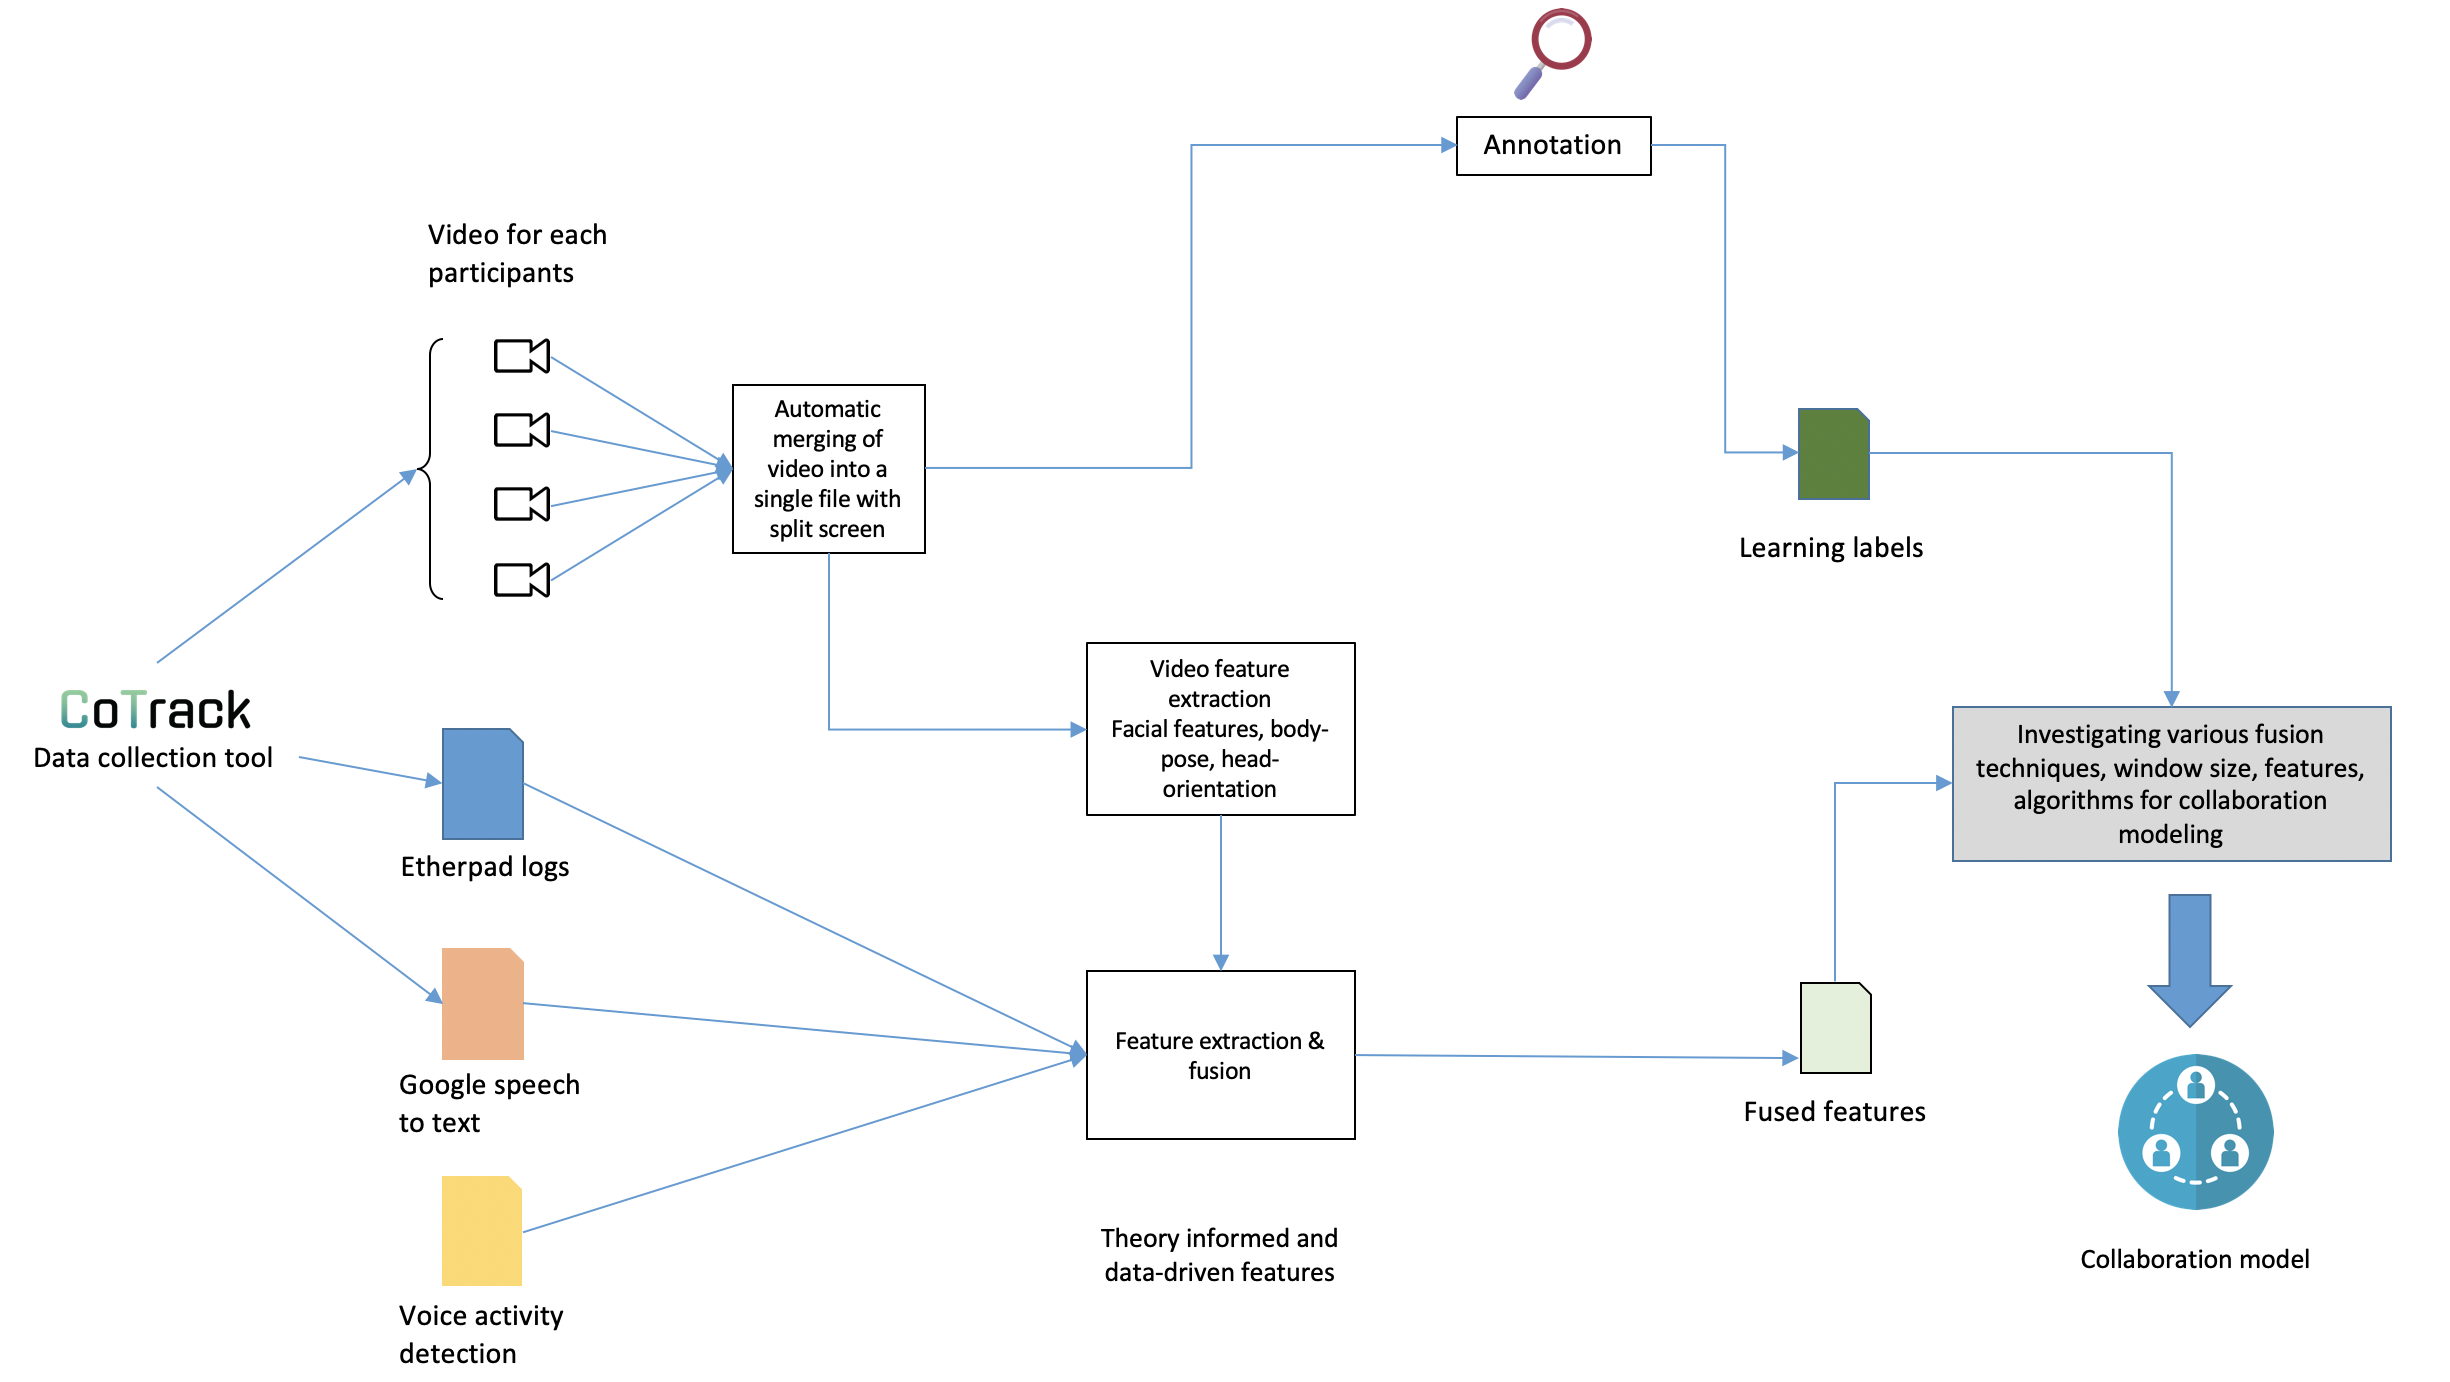 Annotation
Video for each
participants
Automatic
merging of
video into a
single file with
split screen
Learning labels
Video feature
extraction
Facial features, body-
pose, head-
orientation
CoTrack
Data collection tool
Investigating various fusion
techniques, window size, features,
algorithms for collaboration
modeling
Etherpad logs
Feature extraction &
fusion
Google speech
to text
Fused features
Theory informed and
data-driven features
Collaboration model
Voice activity
detection